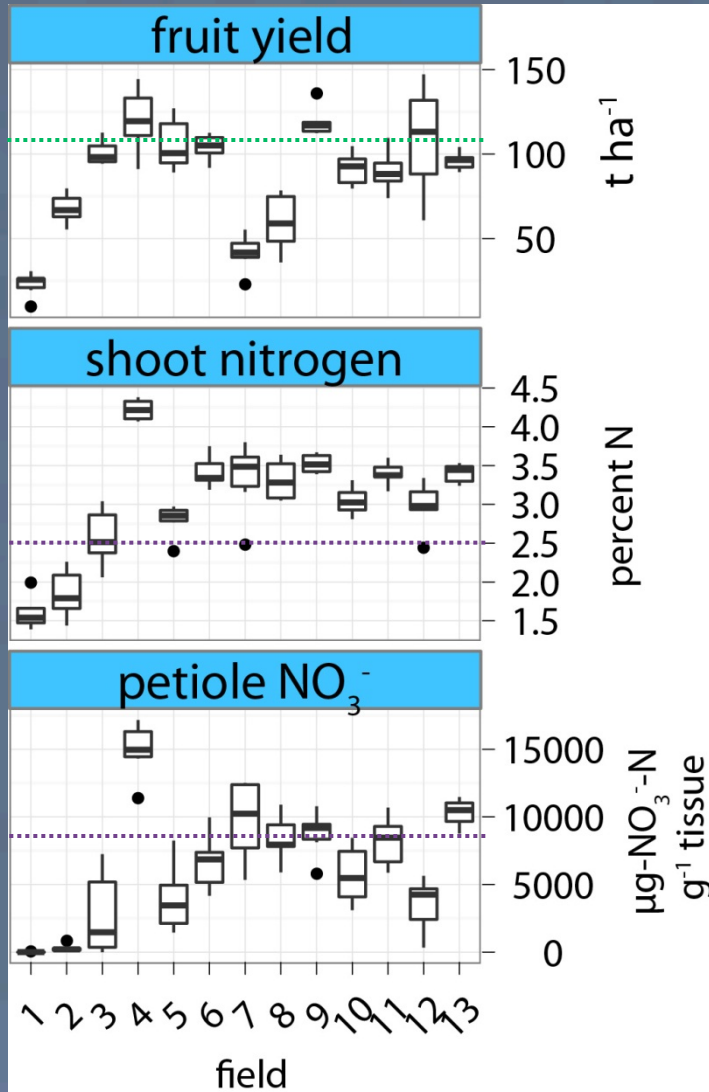 fruit yield
150
100
50
t ha⁻¹
shoot nitrogen
4.5
4.0
3.5
3.0
2.5
2.0
1.5
percent N
petiole NO₃⁻
15000
10000
5000
0
µg-NO₃⁻-N
g⁻¹ tissue
1 2 3 4 5 6 7 8 9 10 11 12 13
field